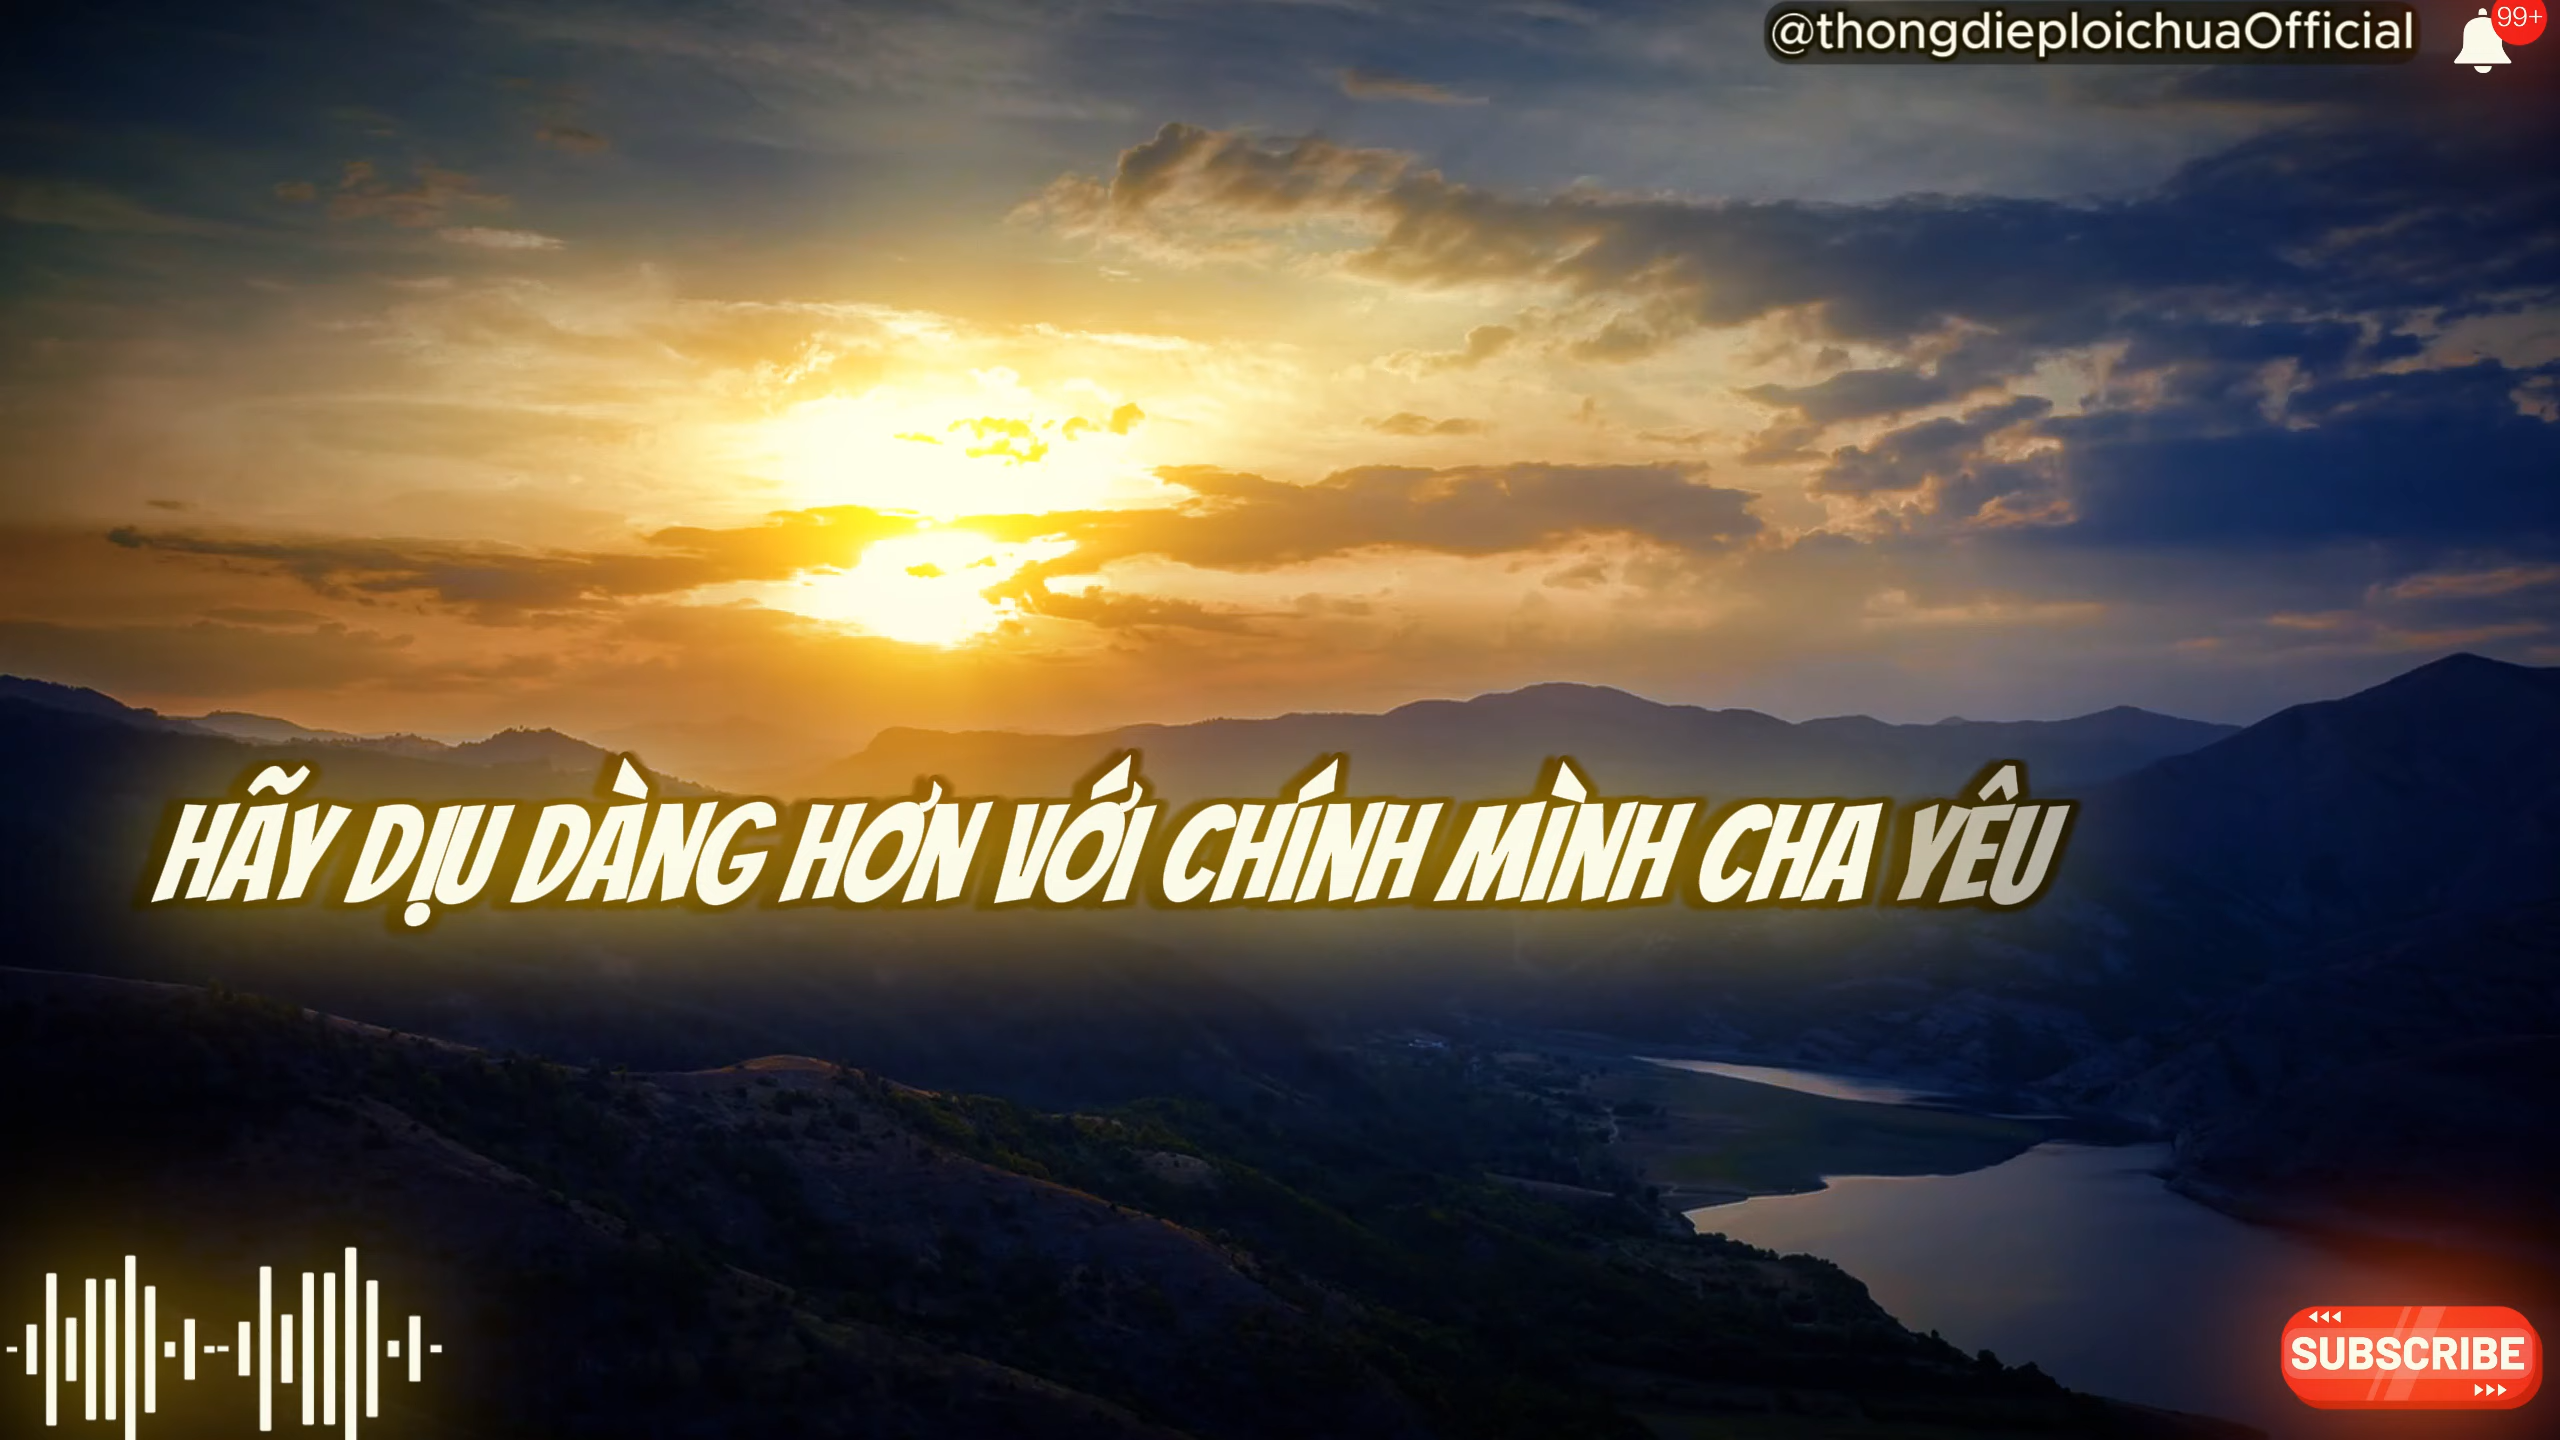 @thongdieploichuaOfficial
99+
HÃY DỊU DÀNG HƠN VỚI CHÍNH MÌNH CHA YÊU
SUBSCRIBE